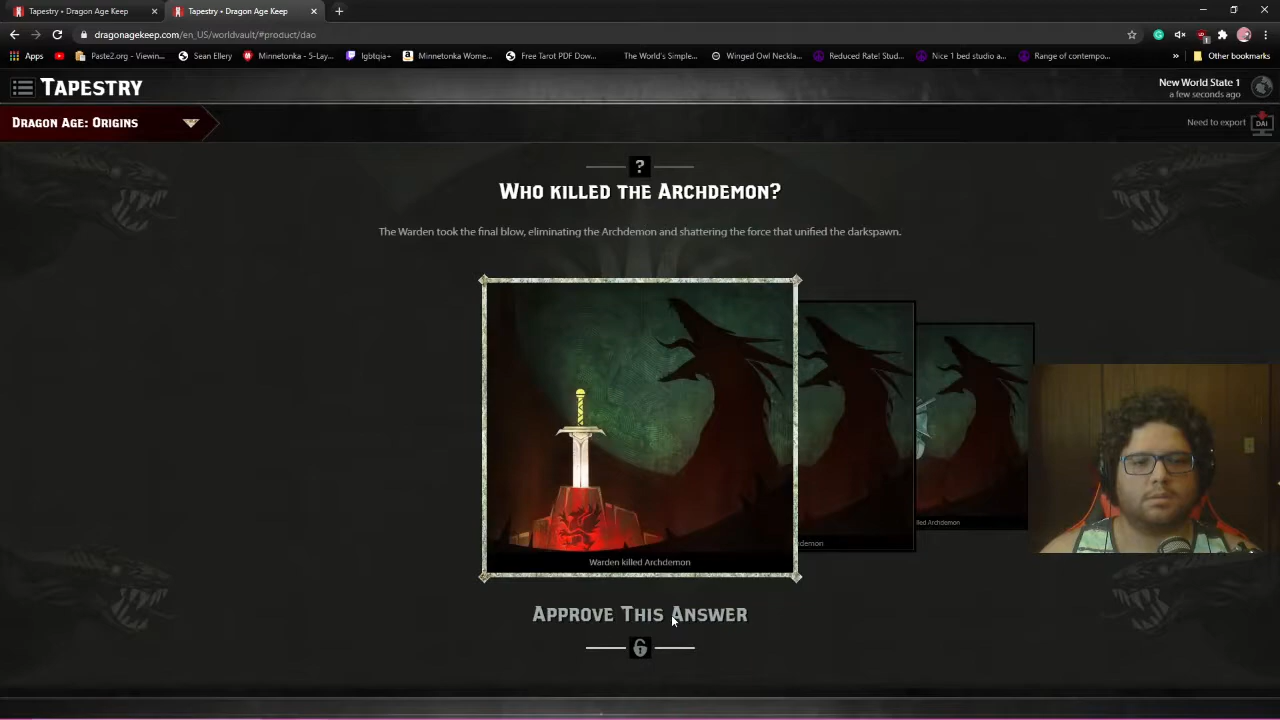 Tapestry • Dragon Age Keep
Tapestry • Dragon Age Keep
dragonagekeep.com/en_US/worldvault/#product/dao
Apps
Paste2.org - Viewin...
Sean Ellery
Minnetonka - 5-Lay...
lgbtqia+
Minnetonka Wome...
Free Tarot PDF Dow...
The World's Simple...
Winged Owl Neckla...
Reduced Rate! Stud...
Nice 1 bed studio a...
Range of contempo...
»
Other bookmarks
TAPESTRY
New World State 1
a few seconds ago
DRAGON AGE: ORIGINS
Need to export
DAI
?
WHO KILLED THE ARCHDEMON?
The Warden took the final blow, eliminating the Archdemon and shattering the force that unified the darkspawn.
Warden killed Archdemon
Archdemon
APPROVE THIS ANSWER